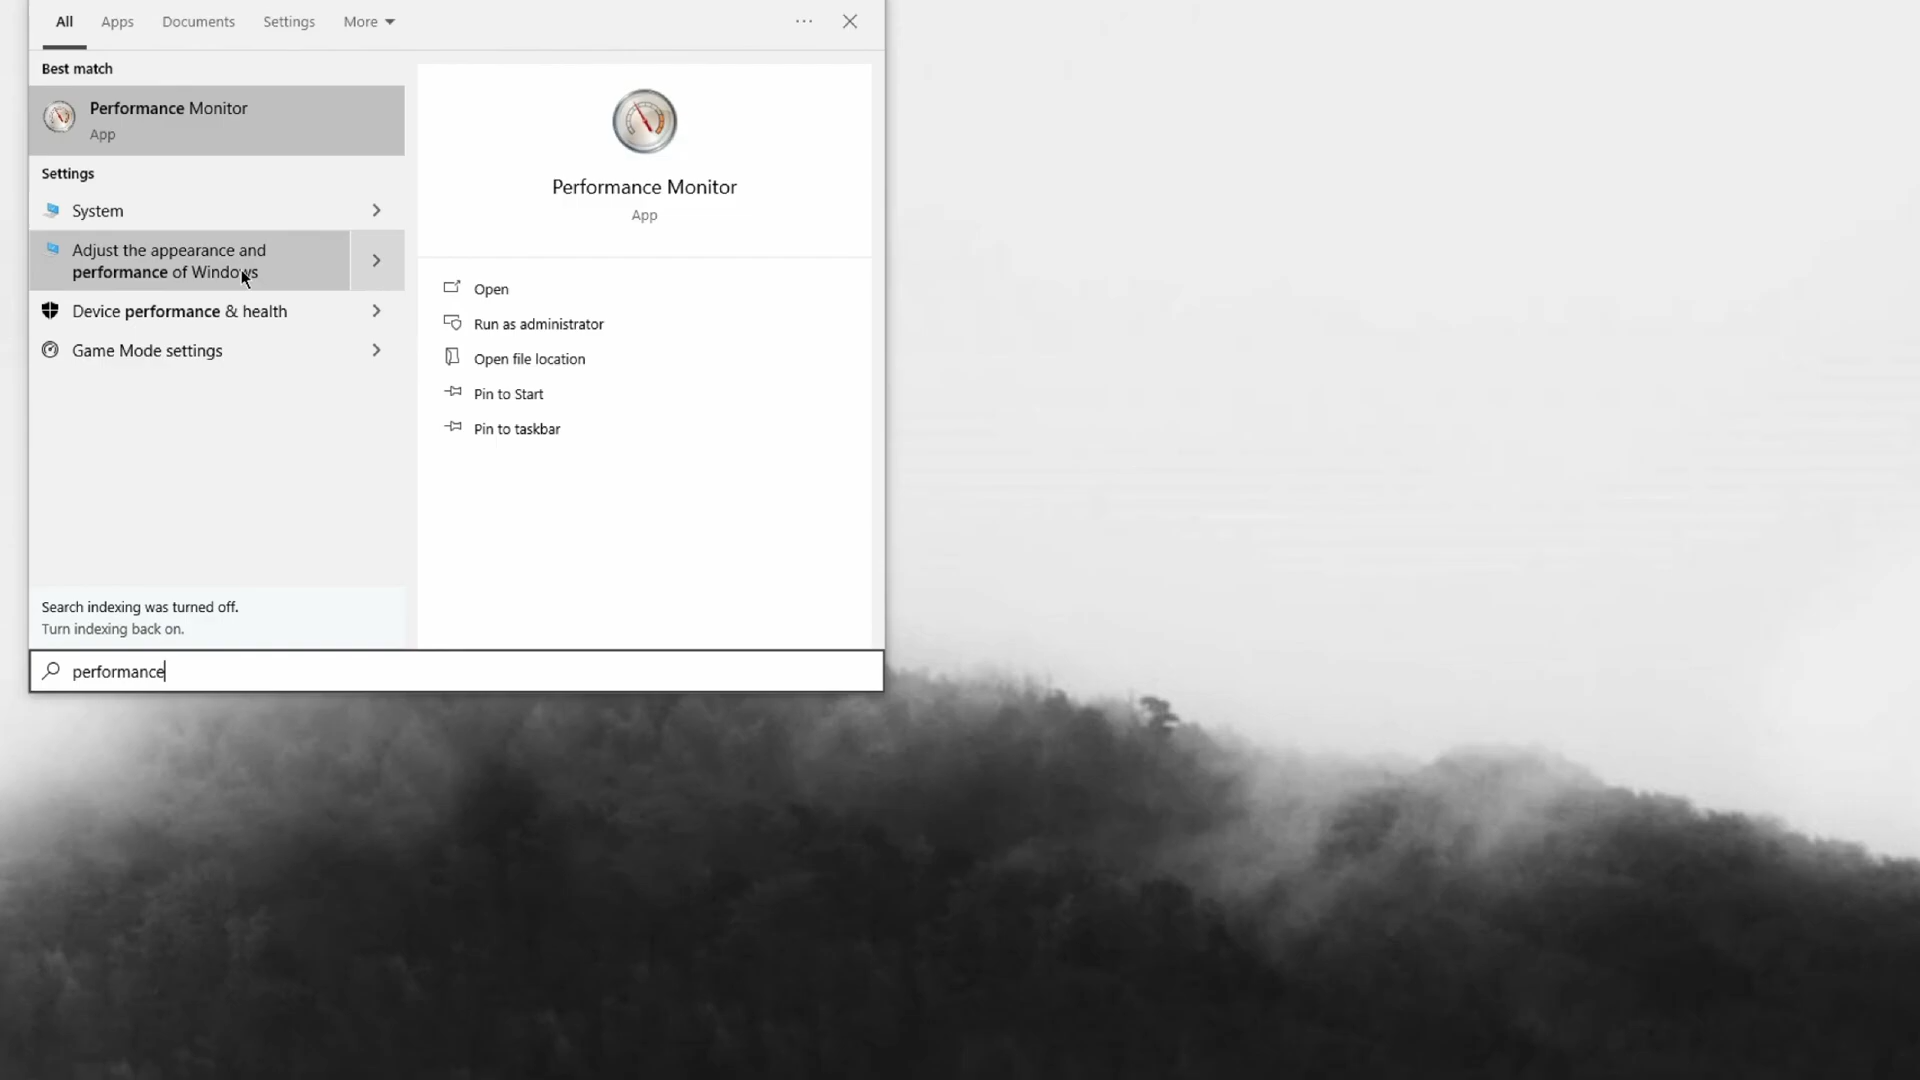 All Apps Documents Settings More
Best match
Performance Monitor
App
Settings
System
Adjust the appearance and
performance of Windows
Device performance & health
Game Mode settings
Search indexing was turned off.
Turn indexing back on.
Performance Monitor
App
Open
Run as administrator
Open file location
Pin to Start
Pin to taskbar
performance